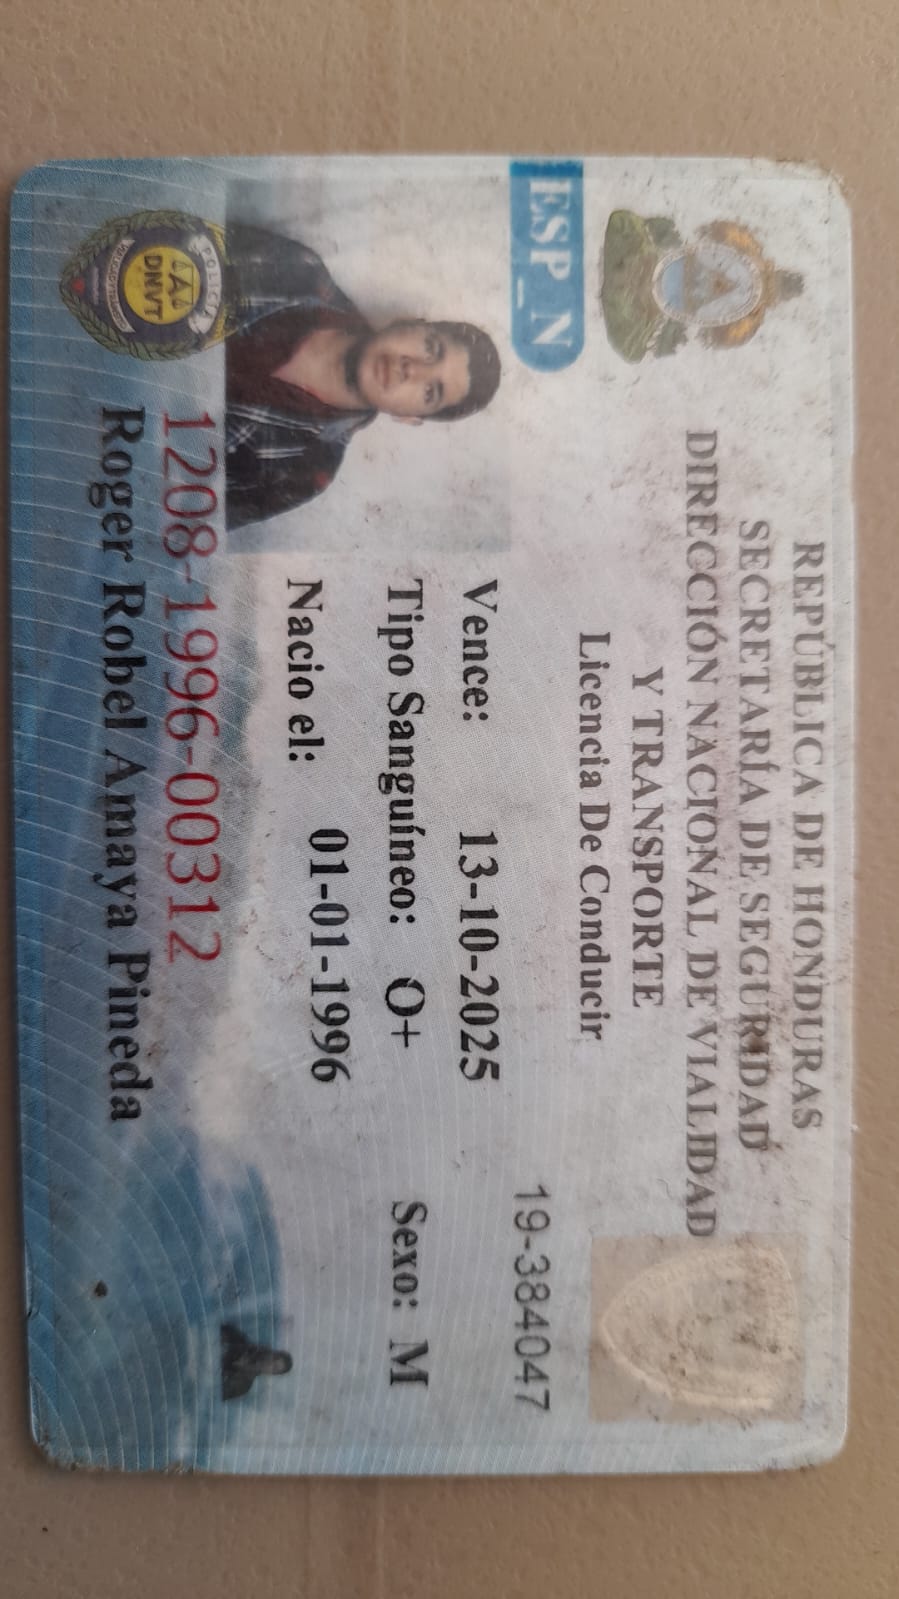 REPÚBLICA DE HONDURAS
SECRETARÍA DE SEGURIDAD
DIRECCIÓN NACIONAL DE VIALIDAD
Y TRANSPORTE
Licencia De Conducir
ESP_N
19-384047
Vence: 13-10-2025
Tipo Sanguíneo: O+ Sexo: M
Nacio el: 01-01-1996
1208-1996-00312
Roger Robel Amaya Pineda
POLICIA
DNVT